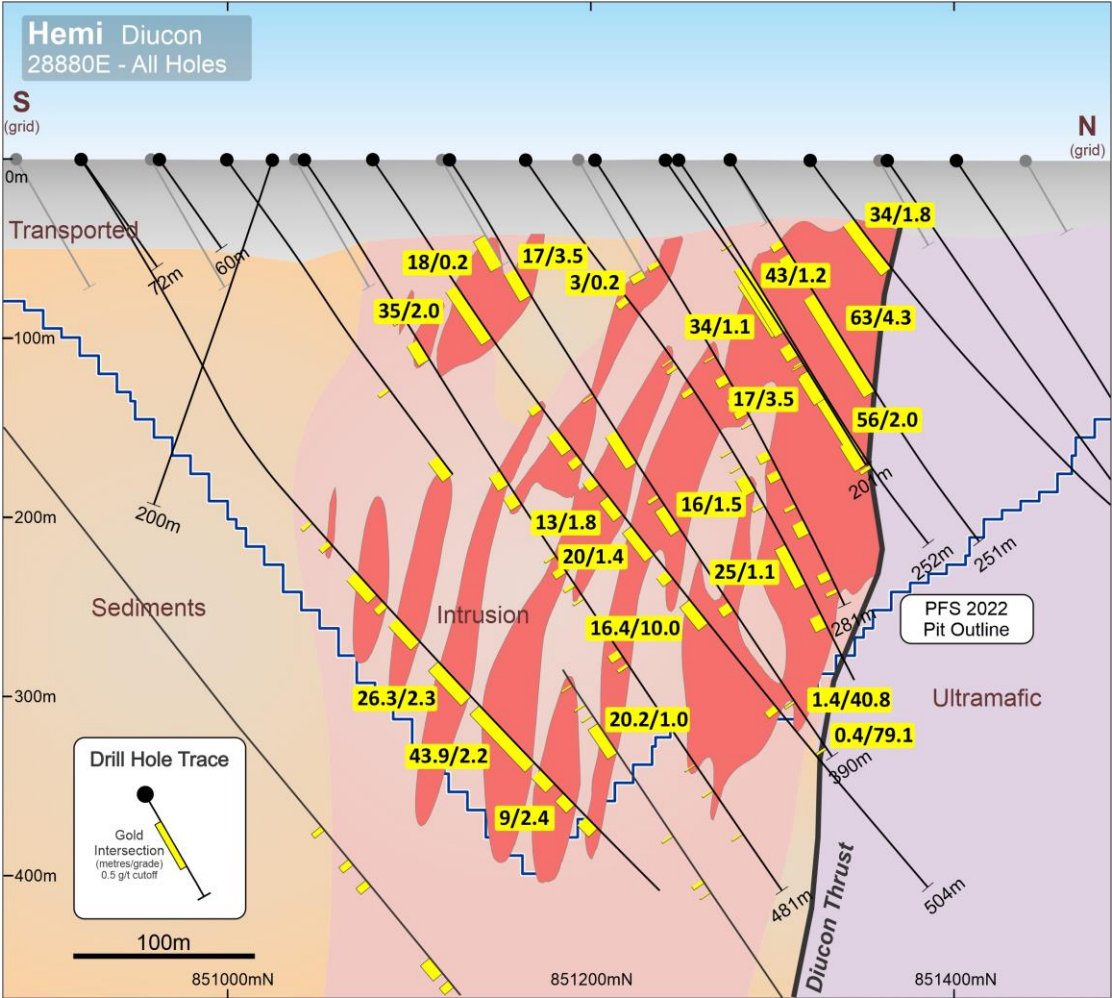 Hemi Diucon
28880E - All Holes
S
(grid)
N
(grid)
0m
Transported
72m
60m
34/1.8
18/0.2
17/3.5
3/0.2
43/1.2
35/2.0
34/1.1
63/4.3
-100m
17/3.5
56/2.0
201m
-200m
200m
13/1.8
16/1.5
20/1.4
252m
251m
25/1.1
Sediments
Intrusion
16.4/10.0
281m
PFS 2022
Pit Outline
-300m
26.3/2.3
20.2/1.0
1.4/40.8
Ultramafic
0.4/79.1
43.9/2.2
390m
Drill Hole Trace
Gold
Intersection
(metres/grade)
0.5 g/t cutoff
9/2.4
-400m
481m
504m
Diucon Thrust
100m
851000mN
851200mN
851400mN